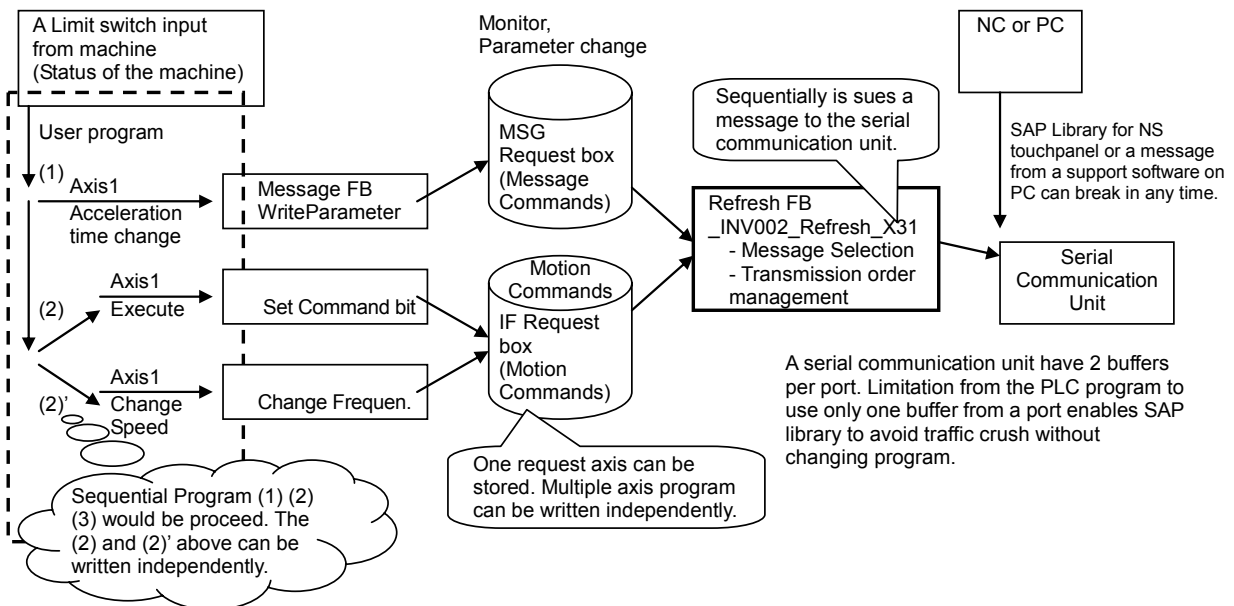 A Limit switch input
from machine
(Status of the machine)
User program
(1)
Axis1
Acceleration
time change
(2)
Axis1
Execute
(2)'
Axis1
Change
Speed
Sequential Program (1) (2)
(3) would be proceed. The
(2) and (2)' above can be
written independently.
Message FB
WriteParameter
Set Command bit
Change Frequen.
Monitor,
Parameter change
MSG
Request box
(Message
Commands)
Motion
Commands
IF Request
box
(Motion
Commands)
One request axis can be
stored. Multiple axis program
can be written independently.
Sequentially is sues a
message to the serial
communication unit.
Refresh FB
_INV002_Refresh_X31
- Message Selection
- Transmission order
management
NC or PC
SAP Library for NS
touchpanel or a message
from a support software on
PC can break in any time.
Serial
Communication
Unit
A serial communication unit have 2 buffers
per port. Limitation from the PLC program to
use only one buffer from a port enables SAP
library to avoid traffic crush without
changing program.